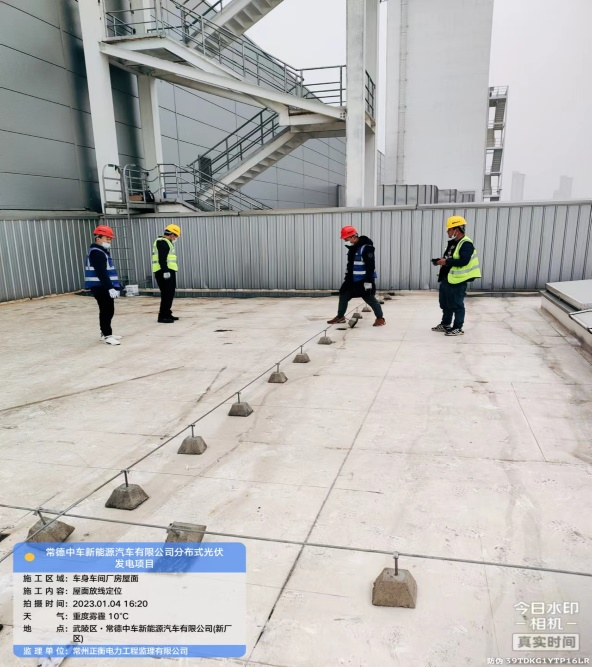 常德中车新能源汽车有限公司分布式光伏
发电项目
施工区域：车身车间厂房屋面
施工内容：屋面放线定位
拍摄时间：2023.01.04 16:20
天 气：重度雾霾 10℃
地 点：武陵区·常德中车新能源汽车有限公司(新厂
区)
监理单位：常州正衡电力工程监理有限公司
今日水印
-相机-
真实时间
防伪 39TDKG1YTP16LR